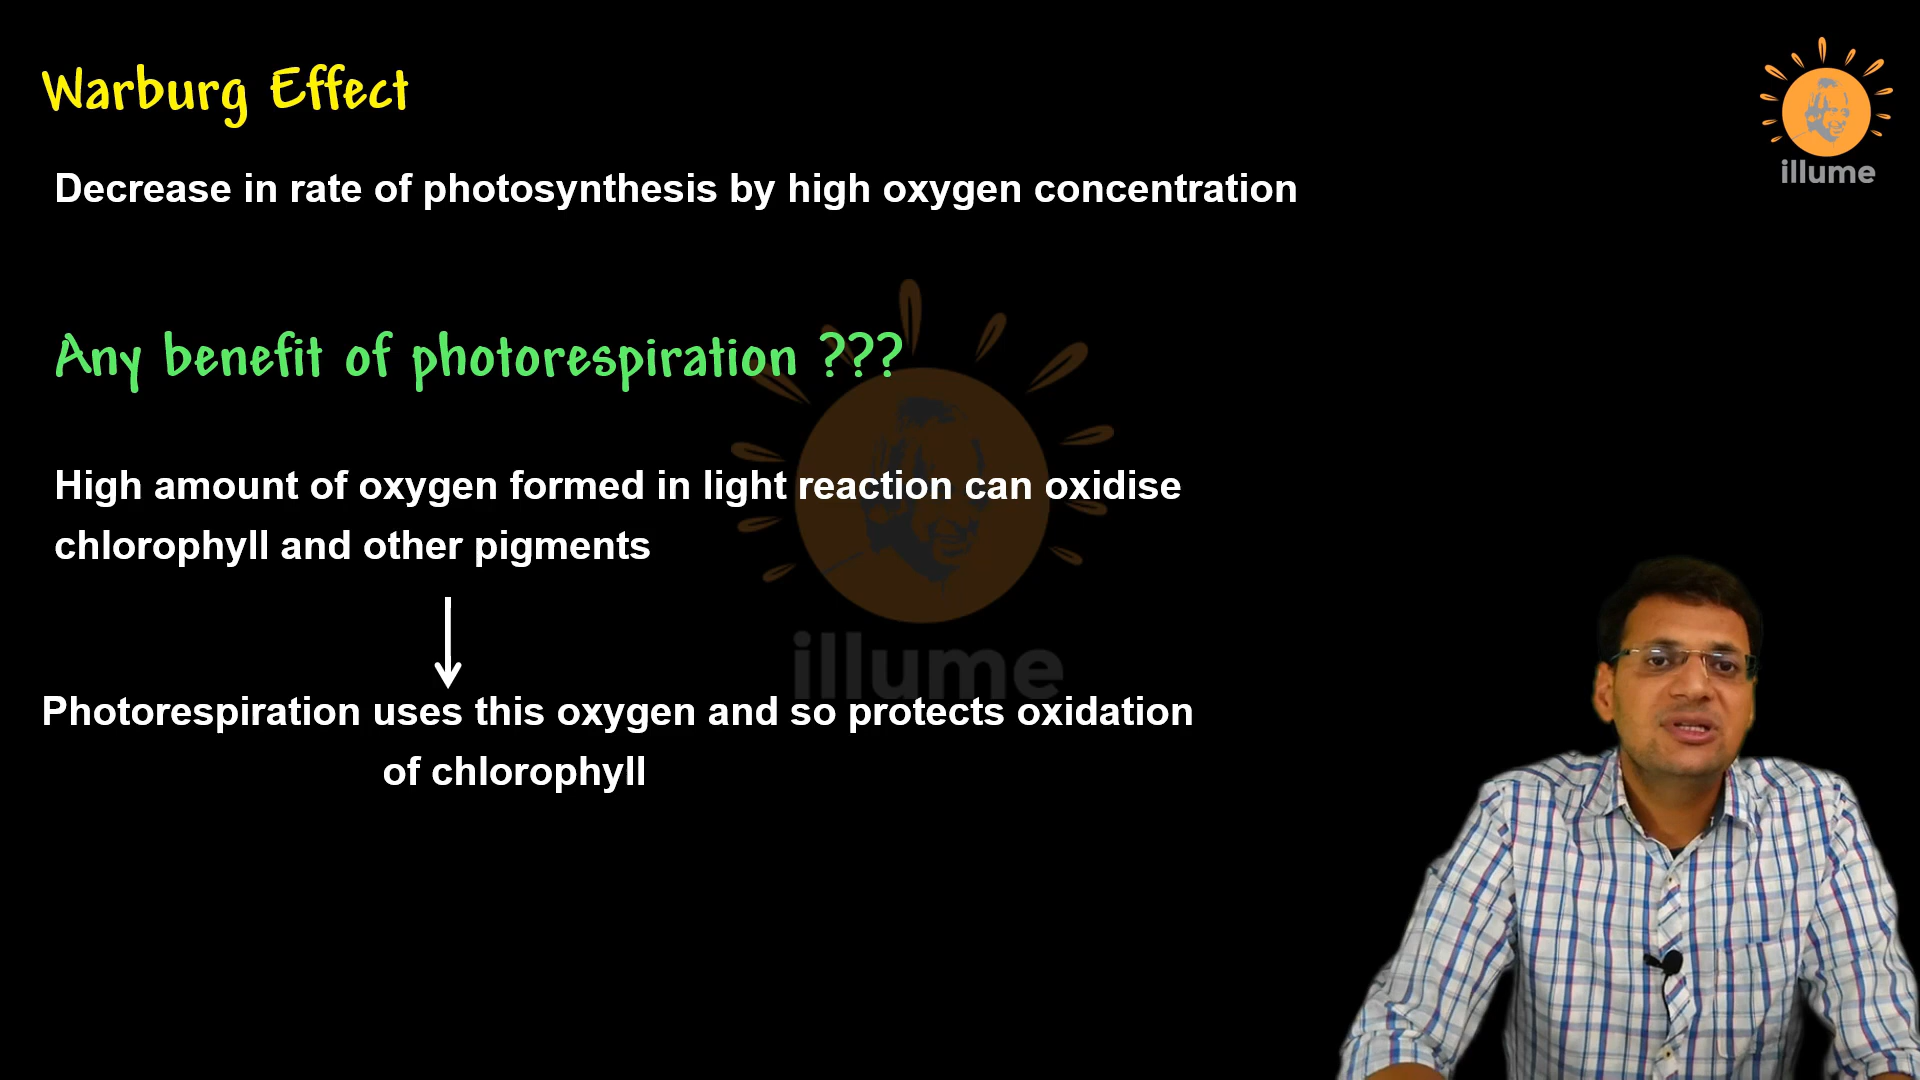 Warburg Effect
illume
Decrease in rate of photosynthesis by high oxygen concentration
Any benefit of photorespiration ???
High amount of oxygen formed in light reaction can oxidise
chlorophyll and other pigments
illume
Photorespiration uses this oxygen and so protects oxidation
of chlorophyll